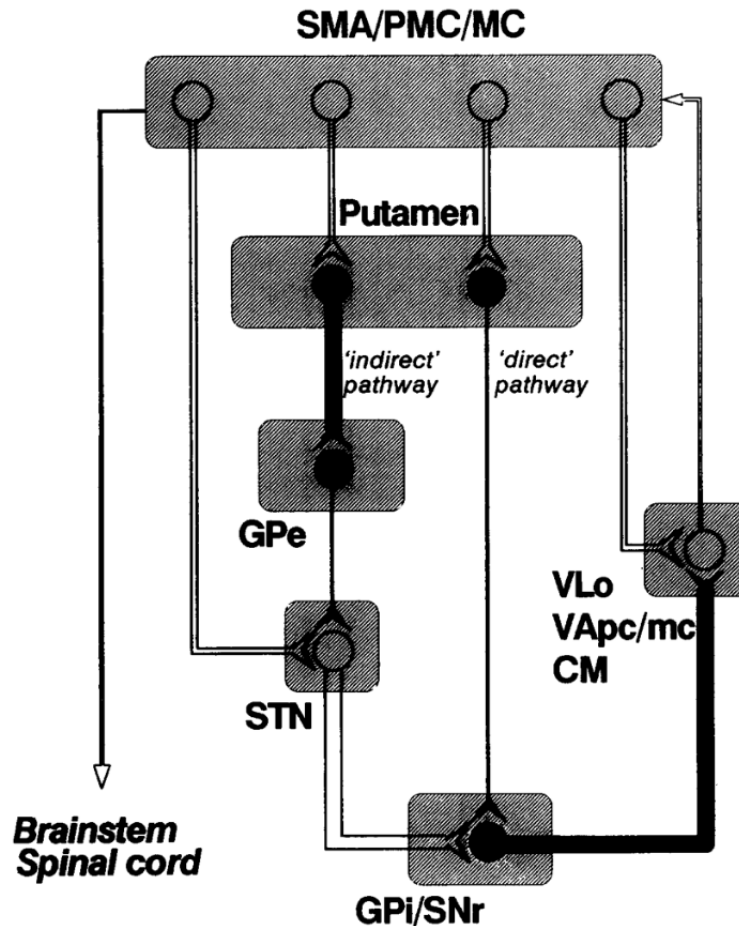 SMA/PMC/MC
Putamen
'indirect'
pathway
'direct'
pathway
GPe
VLo
VApc/mc
CM
STN
Brainstem
Spinal cord
GPi/SNr